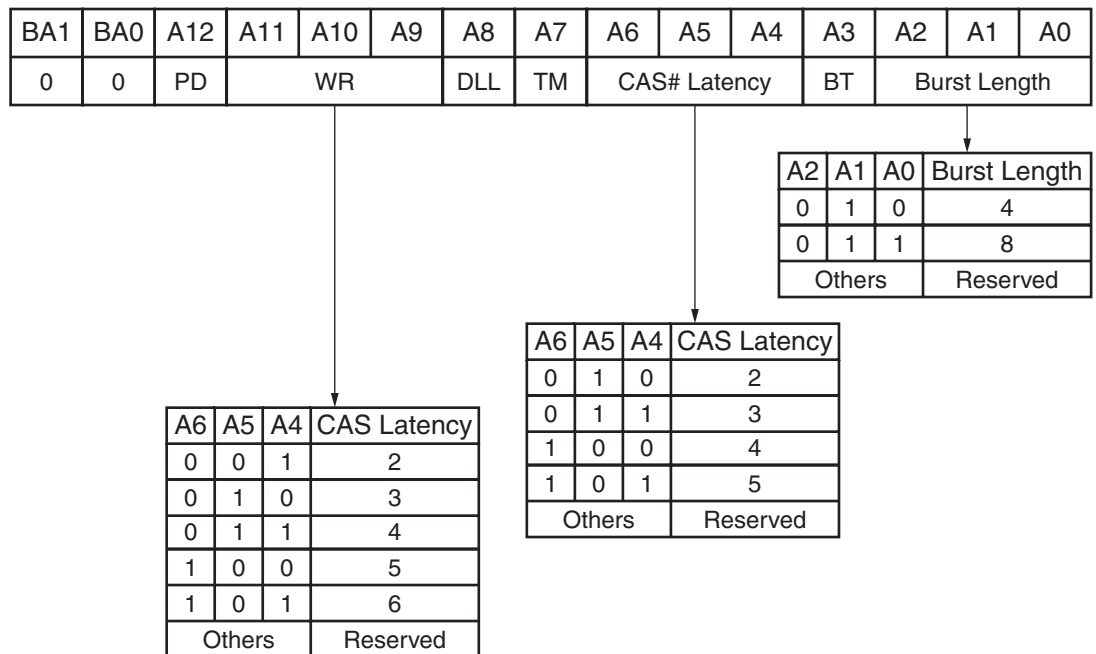 BA1 BA0 A12 A11 A10 A9 A8 A7 A6 A5 A4 A3 A2 A1 A0
0 0 PD WR DLL TM CAS# Latency BT Burst Length
A2 A1 A0 Burst Length
0 1 0 4
0 1 1 8
Others Reserved
A6 A5 A4 CAS Latency
0 1 0 2
0 1 1 3
1 0 0 4
1 0 1 5
Others Reserved
A6 A5 A4 CAS Latency
0 0 1 2
0 1 0 3
0 1 1 4
1 0 0 5
1 0 1 6
Others Reserved